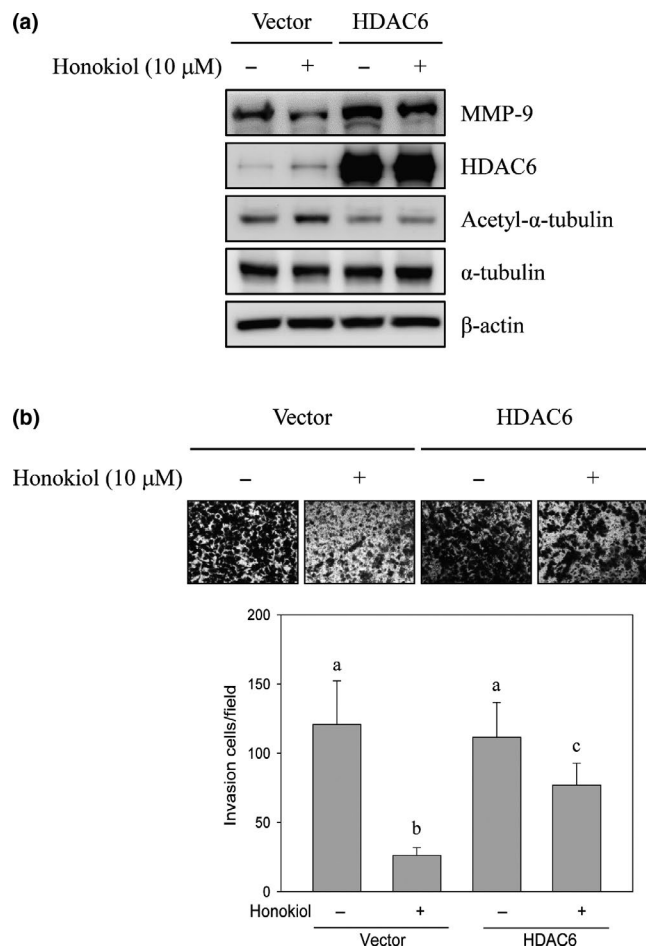 (a)
Vector HDAC6
Honokiol (10 μM) – + – +
MMP-9
HDAC6
Acetyl-α-tubulin
α-tubulin
β-actin
(b)
Vector HDAC6
Honokiol (10 μM) – + – +
200
150
100
50
0
Invasion cells/field
a
b
a
c
Honokiol – + – +
Vector HDAC6